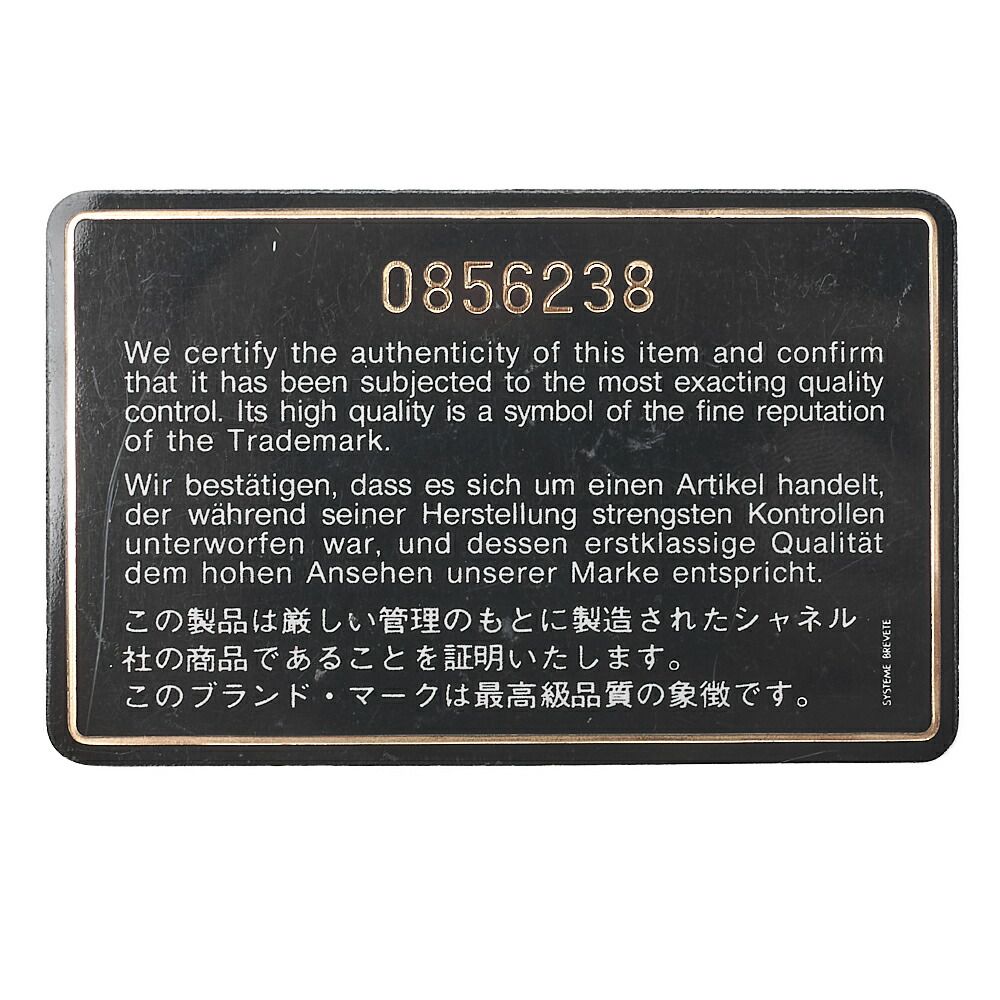 0856238
We certify the authenticity of this item and confirm
that it has been subjected to the most exacting quality
control. Its high quality is a symbol of the fine reputation
of the Trademark.
Wir bestätigen, dass es sich um einen Artikel handelt,
der während seiner Herstellung strengsten Kontrollen
unterworfen war, und dessen erstklassige Qualität
dem hohen Ansehen unserer Marke entspricht.
この製品は厳しい管理のもとに製造されたシャネル
社の商品であることを証明いたします。
このブランド・マークは最高級品質の象徴です。
SYSTEME BREVETE